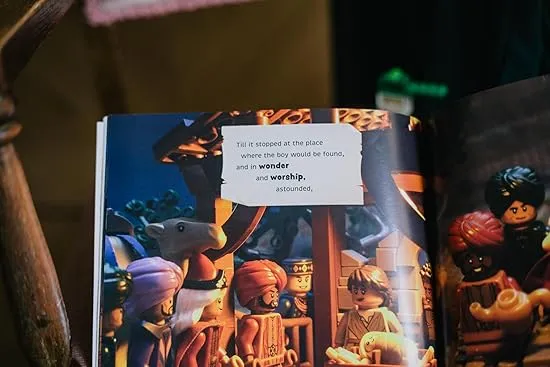 Till it stopped at the place
where the boy would be found,
and in wonder
and worship,
astounded,